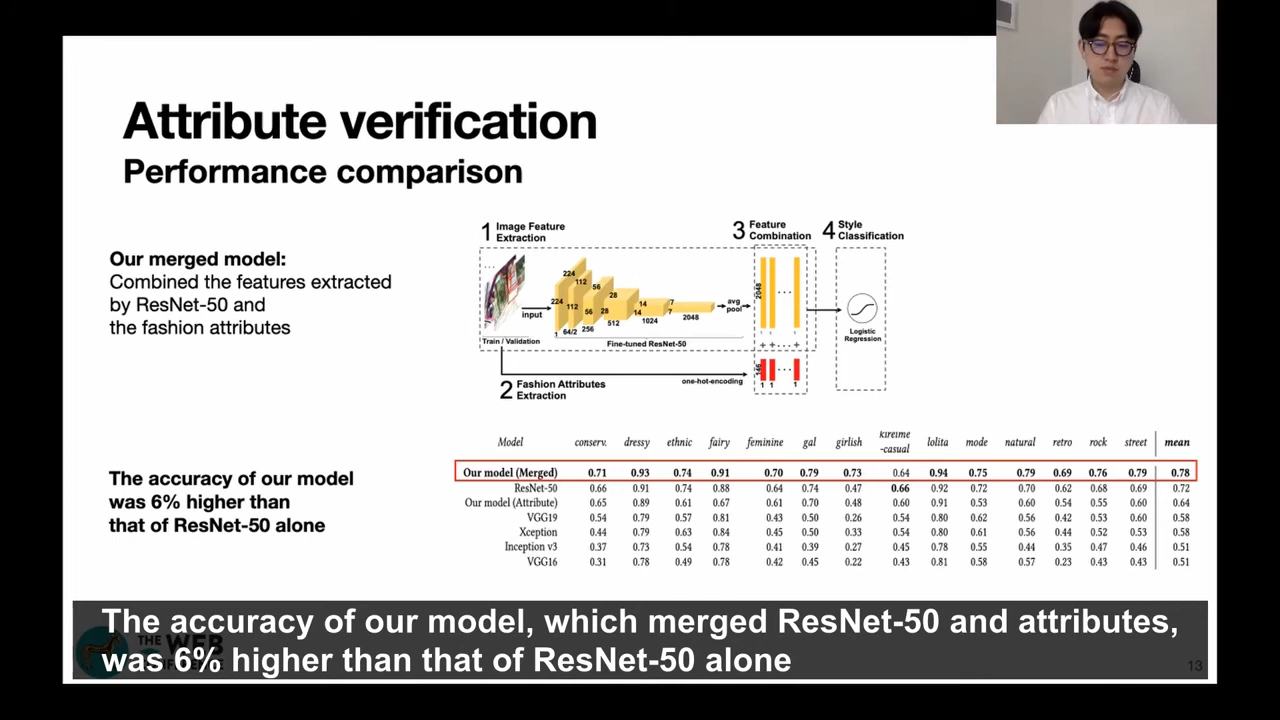 Attribute verification
Performance comparison
Our merged model:
Combined the features extracted
by ResNet-50 and
the fashion attributes
1 Image Feature
Extraction
3 Feature
Combination
4 Style
Classification
224
112
56
28
14
7
224
112
56
28
14
7
1 64/2 256 512 1024 2048
input
avg
pool
2048
Train / Validation
Fine-tuned ResNet-50
+ + . . . . +
Logistic
Regression
2 Fashion Attributes
Extraction
one-hot-encoding
1 1 1
The accuracy of our model
was 6% higher than
that of ResNet-50 alone
Model conserv. dressy ethnic fairy feminine gal girlish kireime-casual lolita mode natural retro rock street mean
Our model (Merged) 0.71 0.93 0.74 0.91 0.70 0.79 0.73 0.64 0.94 0.75 0.79 0.69 0.76 0.79 0.78
ResNet-50 0.66 0.91 0.74 0.88 0.64 0.74 0.47 0.66 0.92 0.72 0.70 0.62 0.68 0.69 0.72
Our model (Attribute) 0.65 0.89 0.61 0.67 0.61 0.70 0.48 0.60 0.91 0.53 0.60 0.54 0.55 0.60 0.64
VGG19 0.54 0.79 0.57 0.81 0.43 0.50 0.26 0.54 0.80 0.62 0.56 0.42 0.53 0.60 0.58
Xception 0.44 0.79 0.63 0.84 0.45 0.50 0.33 0.54 0.80 0.61 0.56 0.44 0.52 0.53 0.58
Inception v3 0.37 0.73 0.54 0.78 0.41 0.39 0.27 0.45 0.78 0.55 0.44 0.35 0.47 0.46 0.51
VGG16 0.31 0.78 0.49 0.78 0.42 0.45 0.22 0.43 0.81 0.58 0.57 0.23 0.43 0.43 0.51
The accuracy of our model, which merged ResNet-50 and attributes,
was 6% higher than that of ResNet-50 alone
THE WEB
13